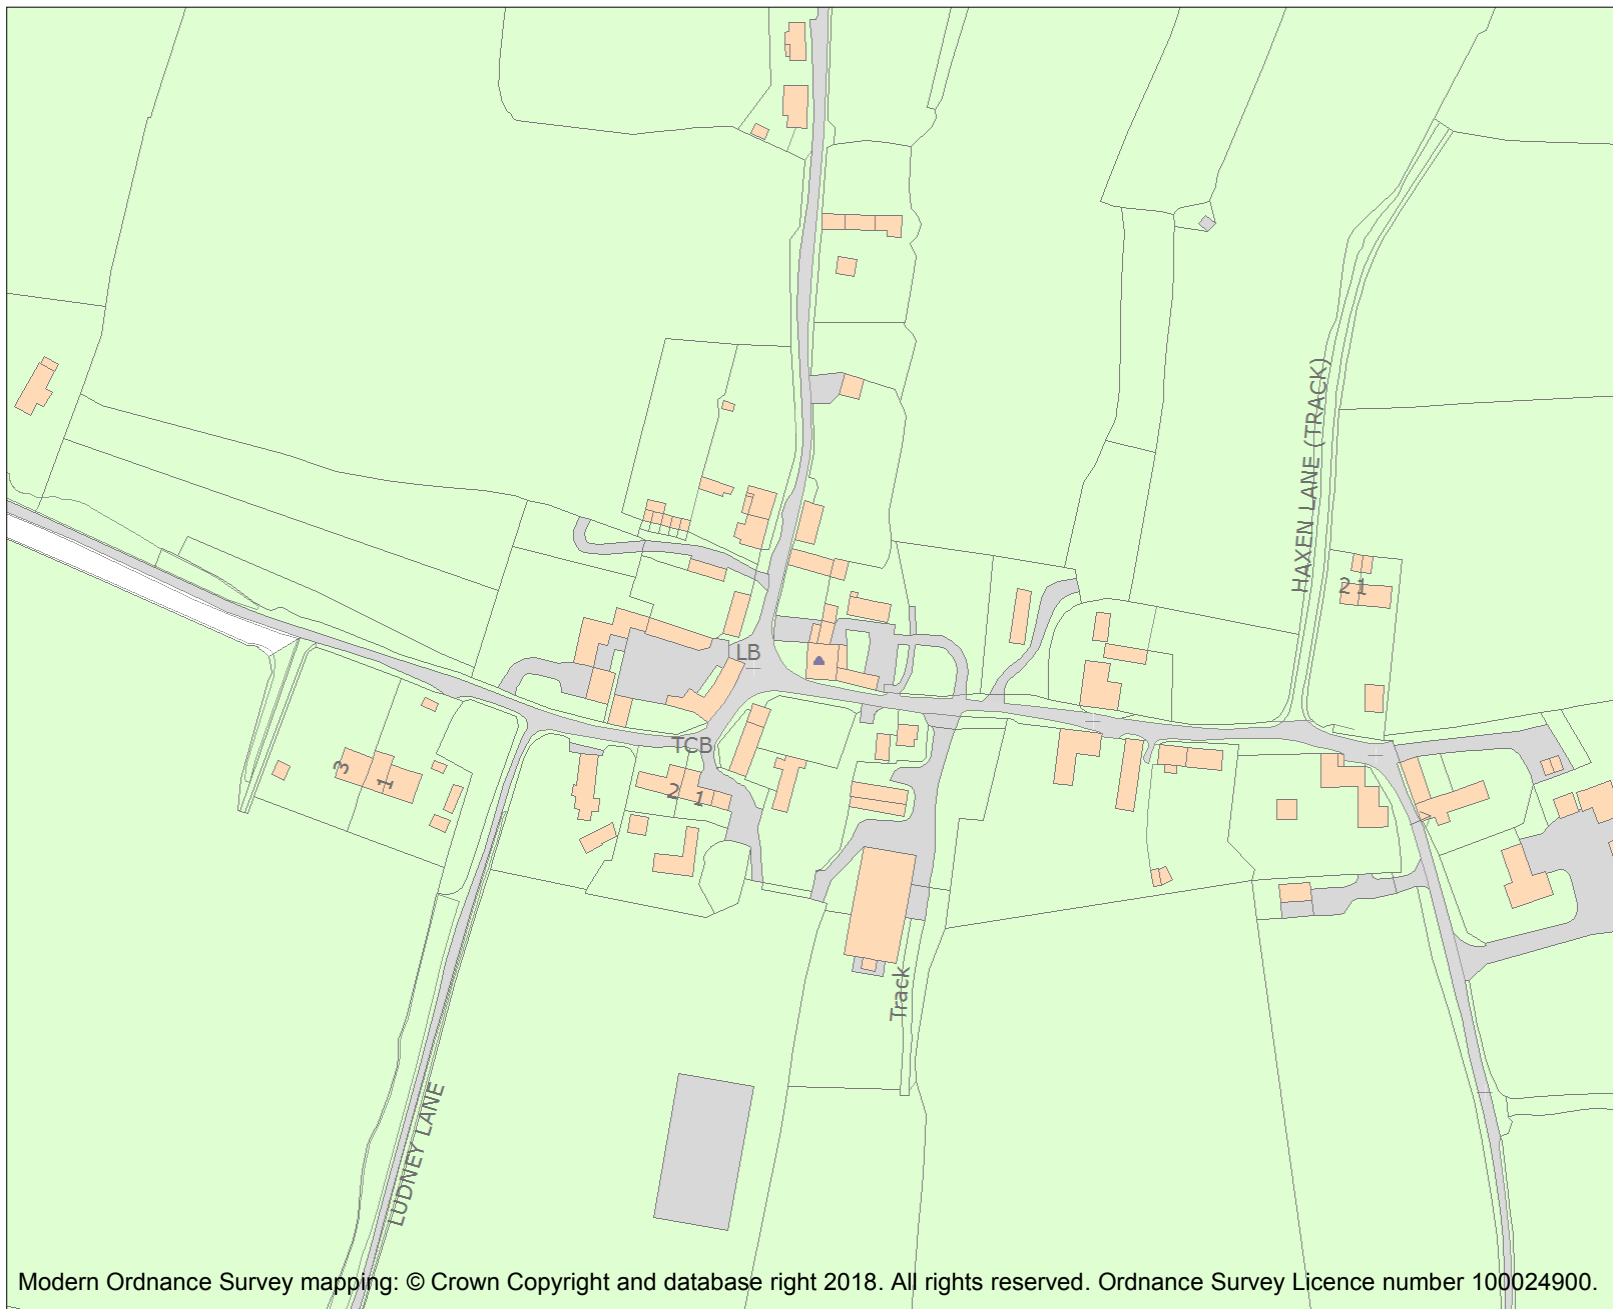 HAXEN LANE (TRACK)
2 1
LB
TCB
3
1
2
1
Track
LUDNEY LANE
Modern Ordnance Survey mapping: © Crown Copyright and database right 2018. All rights reserved. Ordnance Survey Licence number 100024900.